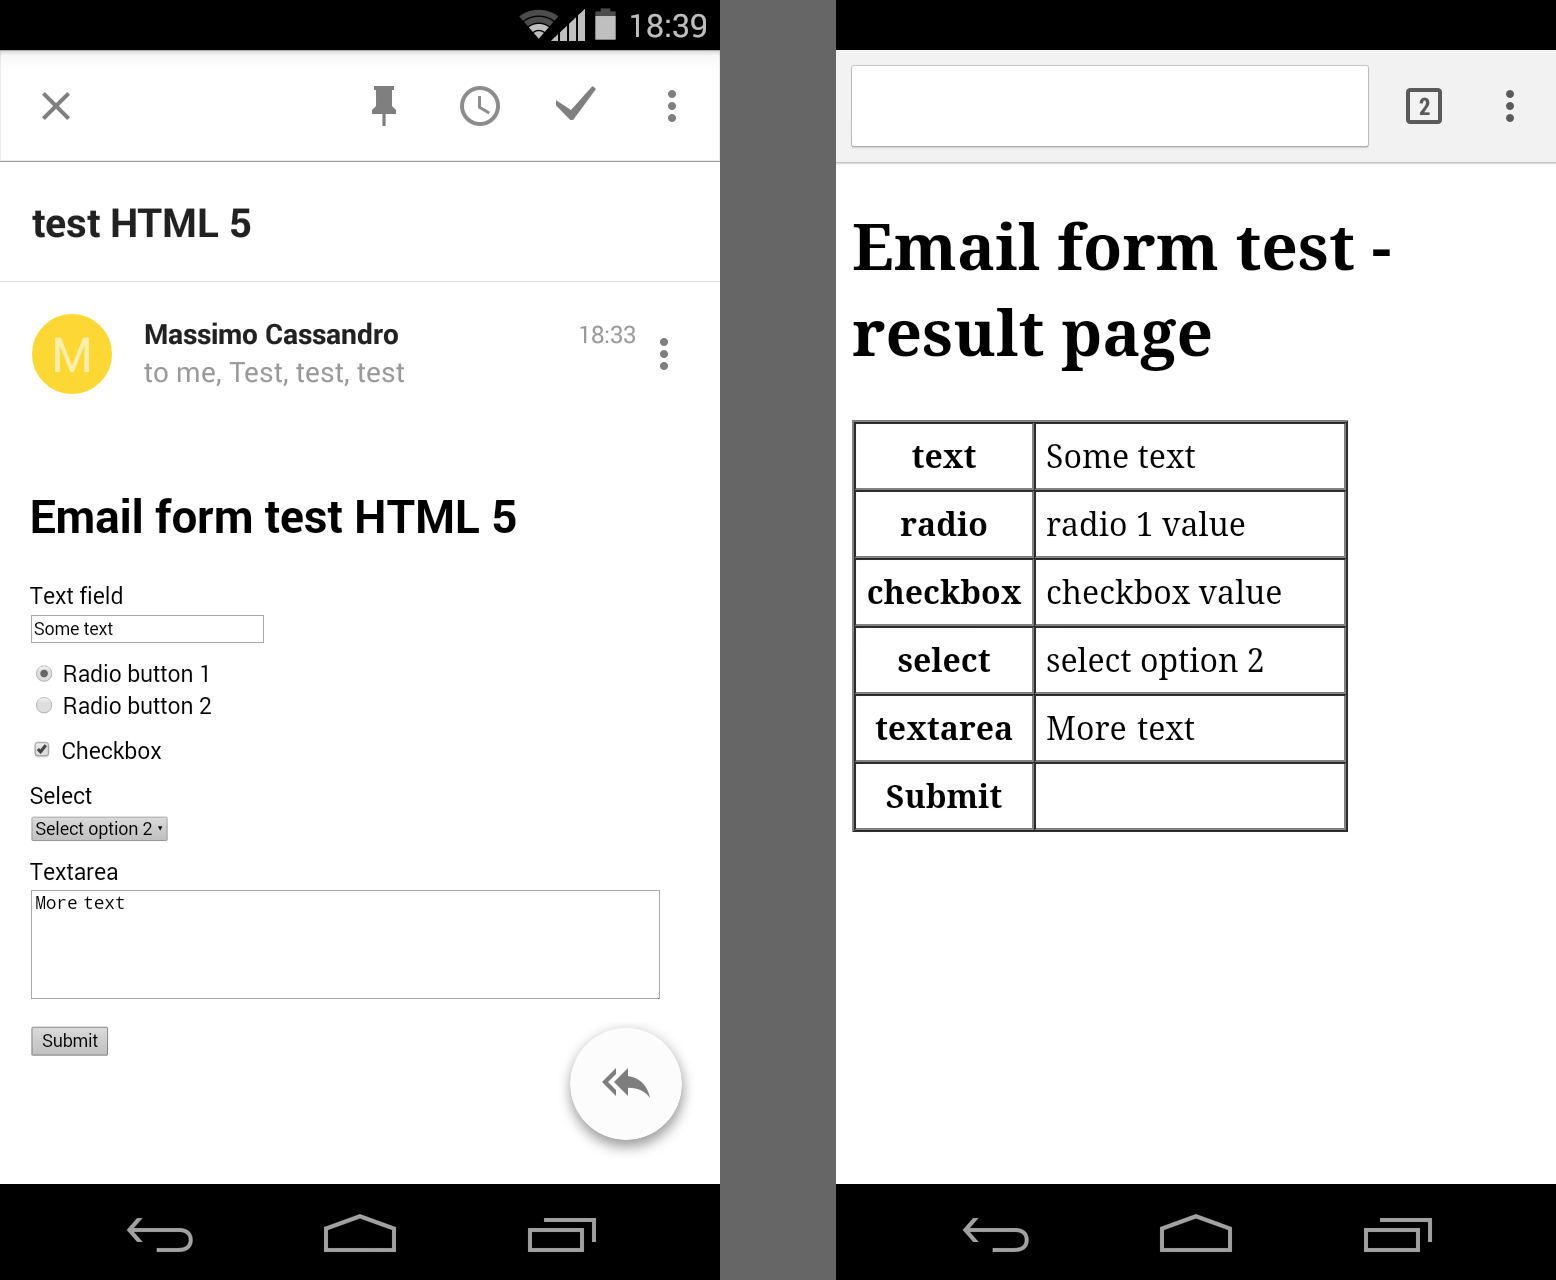 18:39
test HTML 5
M
Massimo Cassandro
18:33
to me, Test, test, test
Email form test HTML 5
Text field
Some text
Radio button 1
Radio button 2
Checkbox
Select
Select option 2
Textarea
More text
Submit
2
Email form test -
result page
text Some text
radio radio 1 value
checkbox checkbox value
select select option 2
textarea More text
Submit